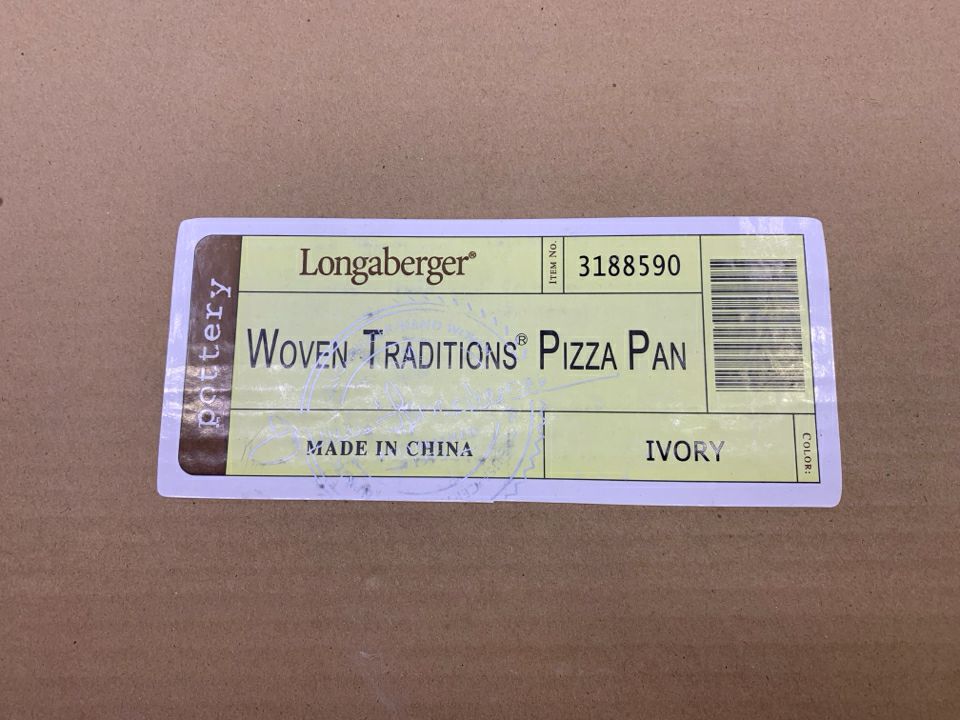 pottery
Longaberger®
ITEM NO.
3188590
WOVEN TRADITIONS® PIZZA PAN
MADE IN CHINA
IVORY
COLOR: